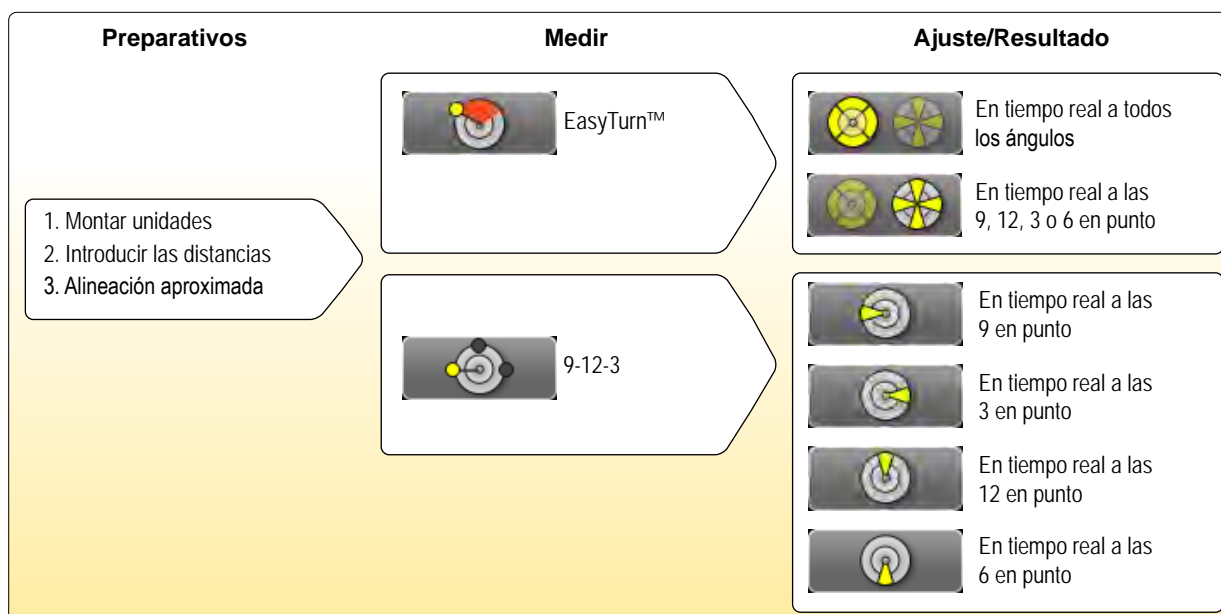 Preparativos
Medir
Ajuste/Resultado
1. Montar unidades
2. Introducir las distancias
3. Alineación aproximada
EasyTurn™
9-12-3
En tiempo real a todos
los ángulos
En tiempo real a las
9, 12, 3 o 6 en punto
En tiempo real a las
9 en punto
En tiempo real a las
3 en punto
En tiempo real a las
12 en punto
En tiempo real a las
6 en punto